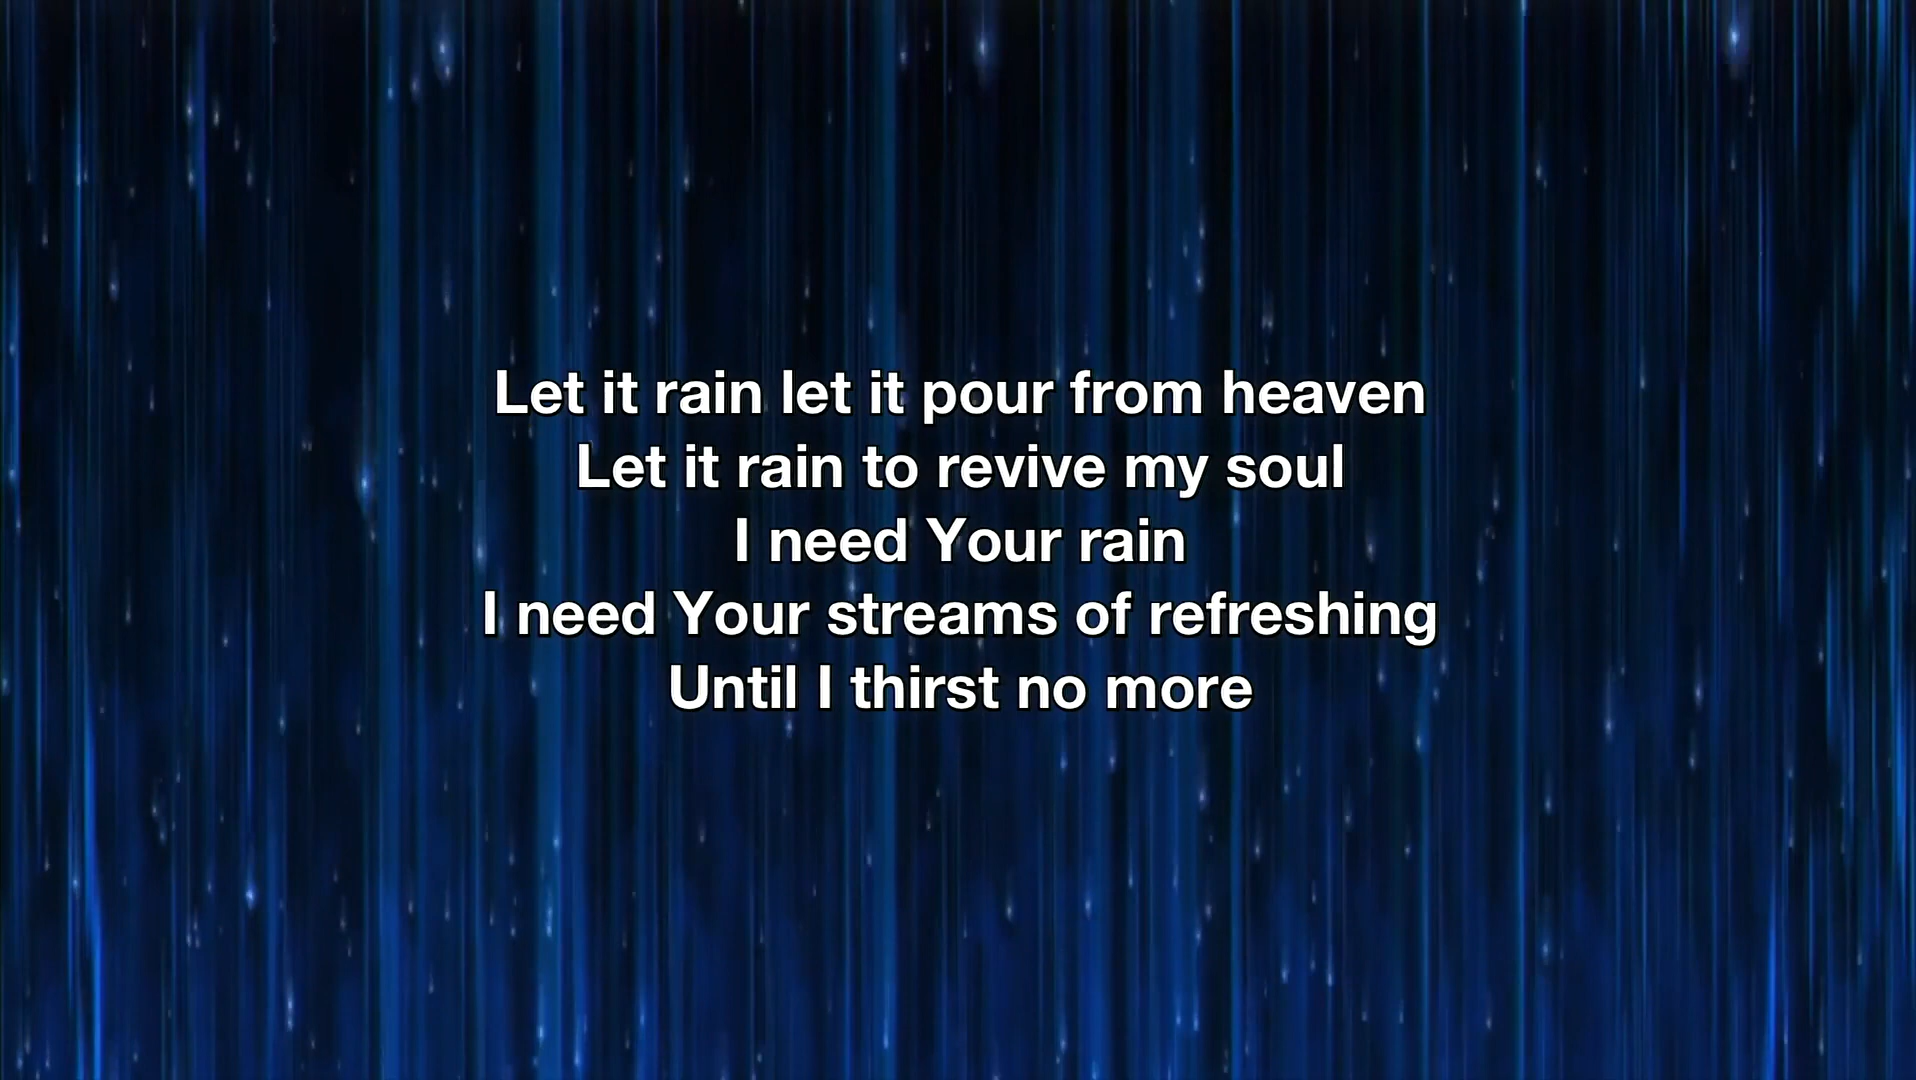 Let it rain let it pour from heaven
Let it rain to revive my soul
I need Your rain
I need Your streams of refreshing
Until I thirst no more